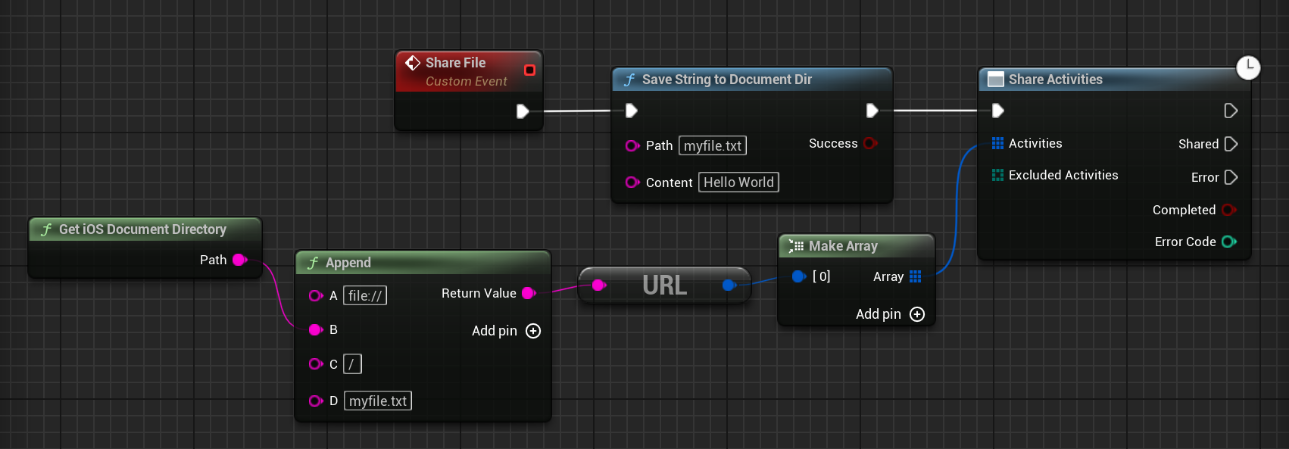 Share File
Custom Event
Save String to Document Dir
Path myfile.txt
Success
Content Hello World
Share Activities
Activities
Shared
Excluded Activities
Error
Completed
Error Code
Get iOS Document Directory
Path
Append
A file://
Return Value
B
Add pin
C /
D myfile.txt
URL
Make Array
[ 0]
Array
Add pin